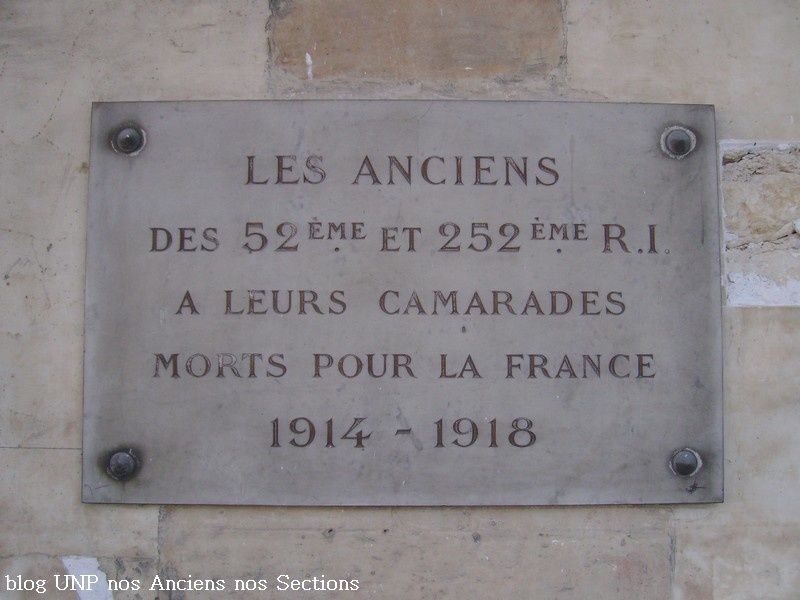 LES ANCIENS
DES 52ÈME ET 252ÈME R.I.
A LEURS CAMARADES
MORTS POUR LA FRANCE
1914 - 1918
blog UNP nos Anciens nos Sections